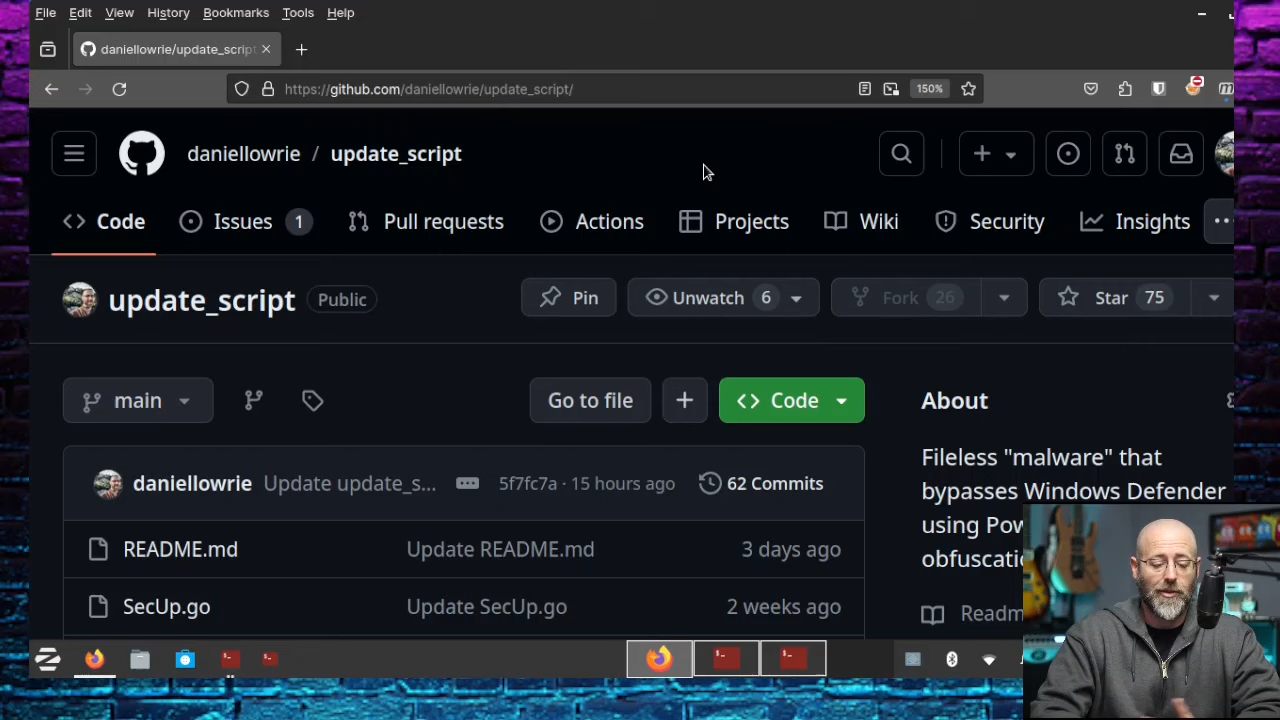 File Edit View History Bookmarks Tools Help
daniellowrie/update_script
https://github.com/daniellowrie/update_script/ 150%
daniellowrie / update_script
Code Issues 1 Pull requests Actions Projects Wiki Security Insights
update_script Public Pin Unwatch 6 Fork 26 Star 75
main Go to file Code About
daniellowrie Update update_s... 5f7fc7a · 15 hours ago 62 Commits
Fileless "malware" that
bypasses Windows Defender
using
README.md Update README.md 3 days ago
SecUp.go Update SecUp.go 2 weeks ago